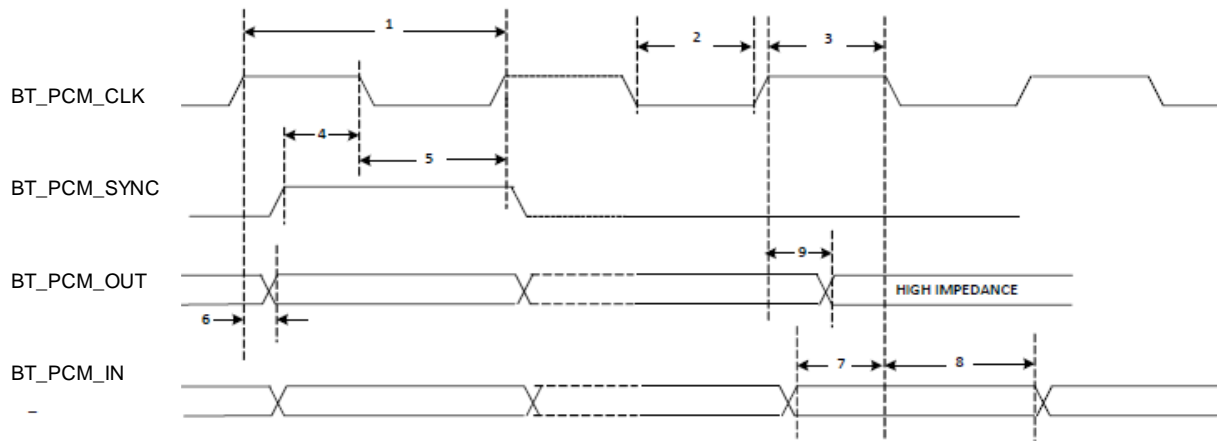 1
2
3
BT_PCM_CLK
4
5
BT_PCM_SYNC
9
BT_PCM_OUT
HIGH IMPEDANCE
6
BT_PCM_IN
7
8